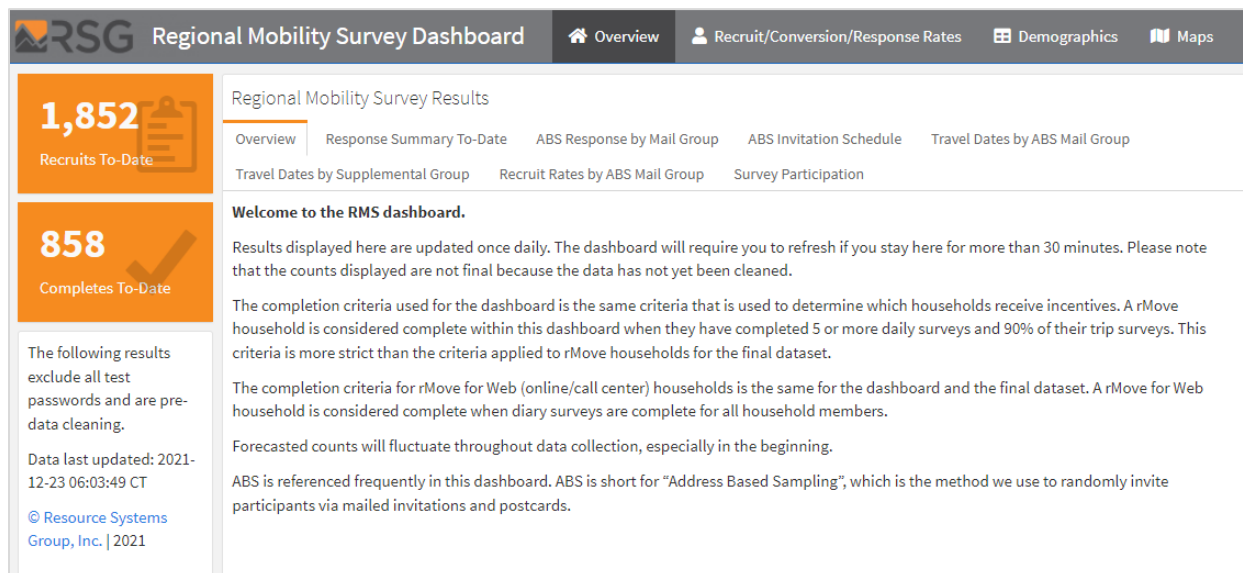 RSG Regional Mobility Survey Dashboard Overview Recruit/Conversion/Response Rates Demographics Maps
1,852
Recruits To-Date
858
Completes To-Date
The following results
exclude all test
passwords and are pre-
data cleaning.
Data last updated: 2021-
12-23 06:03:49 CT
© Resource Systems
Group, Inc. | 2021
Regional Mobility Survey Results
Overview Response Summary To-Date ABS Response by Mail Group ABS Invitation Schedule Travel Dates by ABS Mail Group
Travel Dates by Supplemental Group Recruit Rates by ABS Mail Group Survey Participation
Welcome to the RMS dashboard.
Results displayed here are updated once daily. The dashboard will require you to refresh if you stay here for more than 30 minutes. Please note
that the counts displayed are not final because the data has not yet been cleaned.
The completion criteria used for the dashboard is the same criteria that is used to determine which households receive incentives. A rMove
household is considered complete within this dashboard when they have completed 5 or more daily surveys and 90% of their trip surveys. This
criteria is more strict than the criteria applied to rMove households for the final dataset.
The completion criteria for rMove for Web (online/call center) households is the same for the dashboard and the final dataset. A rMove for Web
household is considered complete when diary surveys are complete for all household members.
Forecasted counts will fluctuate throughout data collection, especially in the beginning.
ABS is referenced frequently in this dashboard. ABS is short for “Address Based Sampling”, which is the method we use to randomly invite
participants via mailed invitations and postcards.